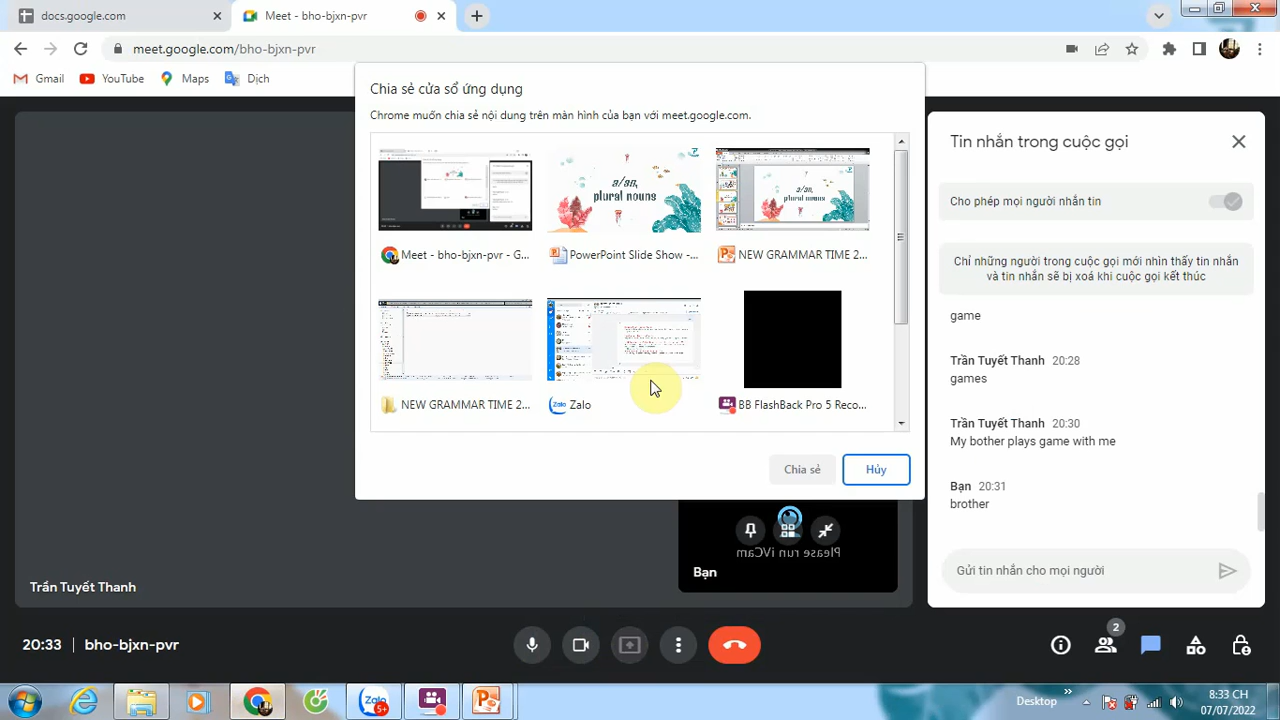 docs.google.com
Meet - bho-bjxn-pvr
meet.google.com/bho-bjxn-pvr
Gmail
YouTube
Maps
Dịch
Chia sẻ cửa sổ ứng dụng
Chrome muốn chia sẻ nội dung trên màn hình của bạn với meet.google.com.
a/an,
plural nouns
a/an,
plural nouns
Meet - bho-bjxn-pvr - G...
PowerPoint Slide Show -...
NEW GRAMMAR TIME 2...
NEW GRAMMAR TIME 2...
Zalo
Zalo
BB FlashBack Pro 5 Reco...
Chia sẻ
Hủy
Please run iVCam
Bạn
Trần Tuyết Thanh
Tin nhắn trong cuộc gọi
Cho phép mọi người nhắn tin
Chỉ những người trong cuộc gọi mới nhìn thấy tin nhắn
và tin nhắn sẽ bị xoá khi cuộc gọi kết thúc
game
Trần Tuyết Thanh 20:28
games
Trần Tuyết Thanh 20:30
My bother plays game with me
Bạn 20:31
brother
Gửi tin nhắn cho mọi người
20:33 | bho-bjxn-pvr
2
Zalo
5+
Desktop
8:33 CH
07/07/2022